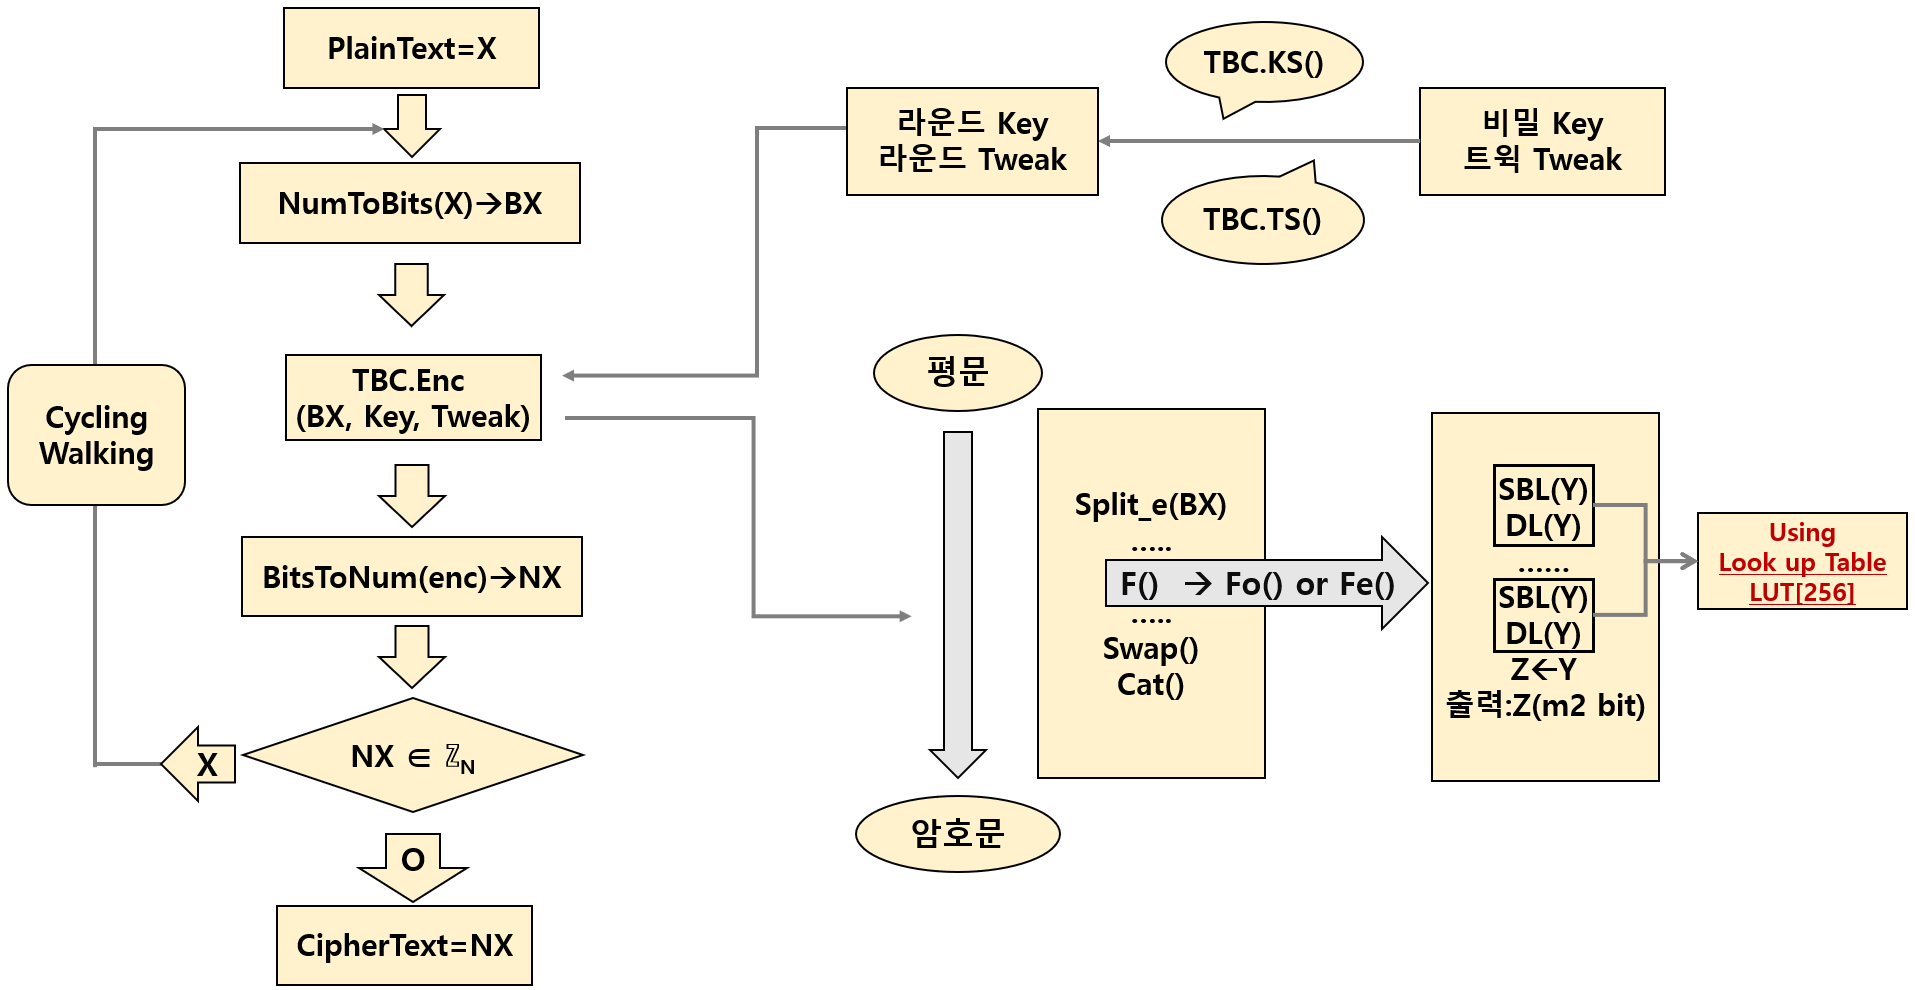 PlainText=X
NumToBits(X)→BX
TBC.Enc
(BX, Key, Tweak)
BitsToNum(enc)→NX
NX ∈ ℤN
X
O
CipherText=NX
Cycling
Walking
라운드 Key
라운드 Tweak
TBC.KS()
TBC.TS()
비밀 Key
트윅 Tweak
평문
암호문
Split_e(BX)
.....
F() → Fo() or Fe()
.....
Swap()
Cat()
SBL(Y)
DL(Y)
......
SBL(Y)
DL(Y)
Z←Y
출력:Z(m2 bit)
Using
Look up Table
LUT[256]